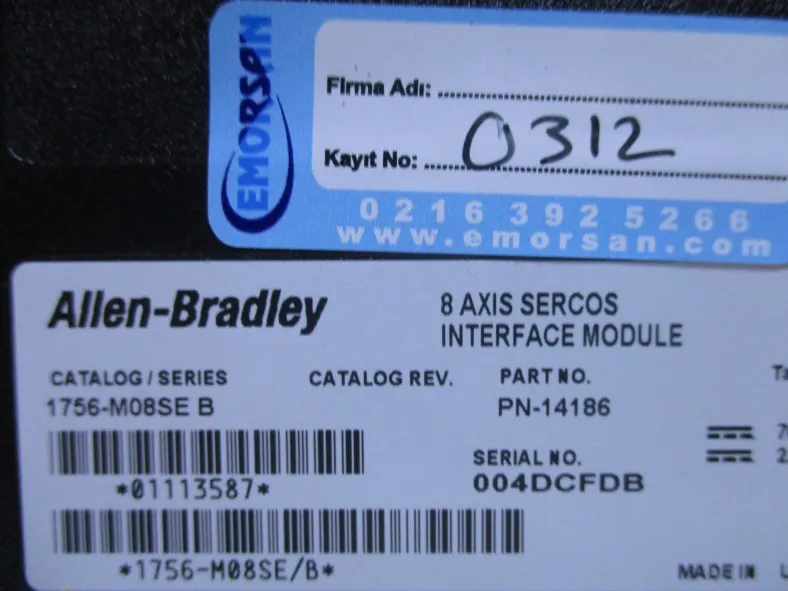 EMORSAN
Firma Adı:
Kayıt No: 0312
0216 392 5266
www.emorsan.com
Allen-Bradley
8 AXIS SERCOS
INTERFACE MODULE
CATALOG / SERIES
CATALOG REV.
PART NO.
1756-M08SE B
PN-14186
SERIAL NO.
004DCFDB
*01113587*
*1756-M08SE/B*
MADE IN